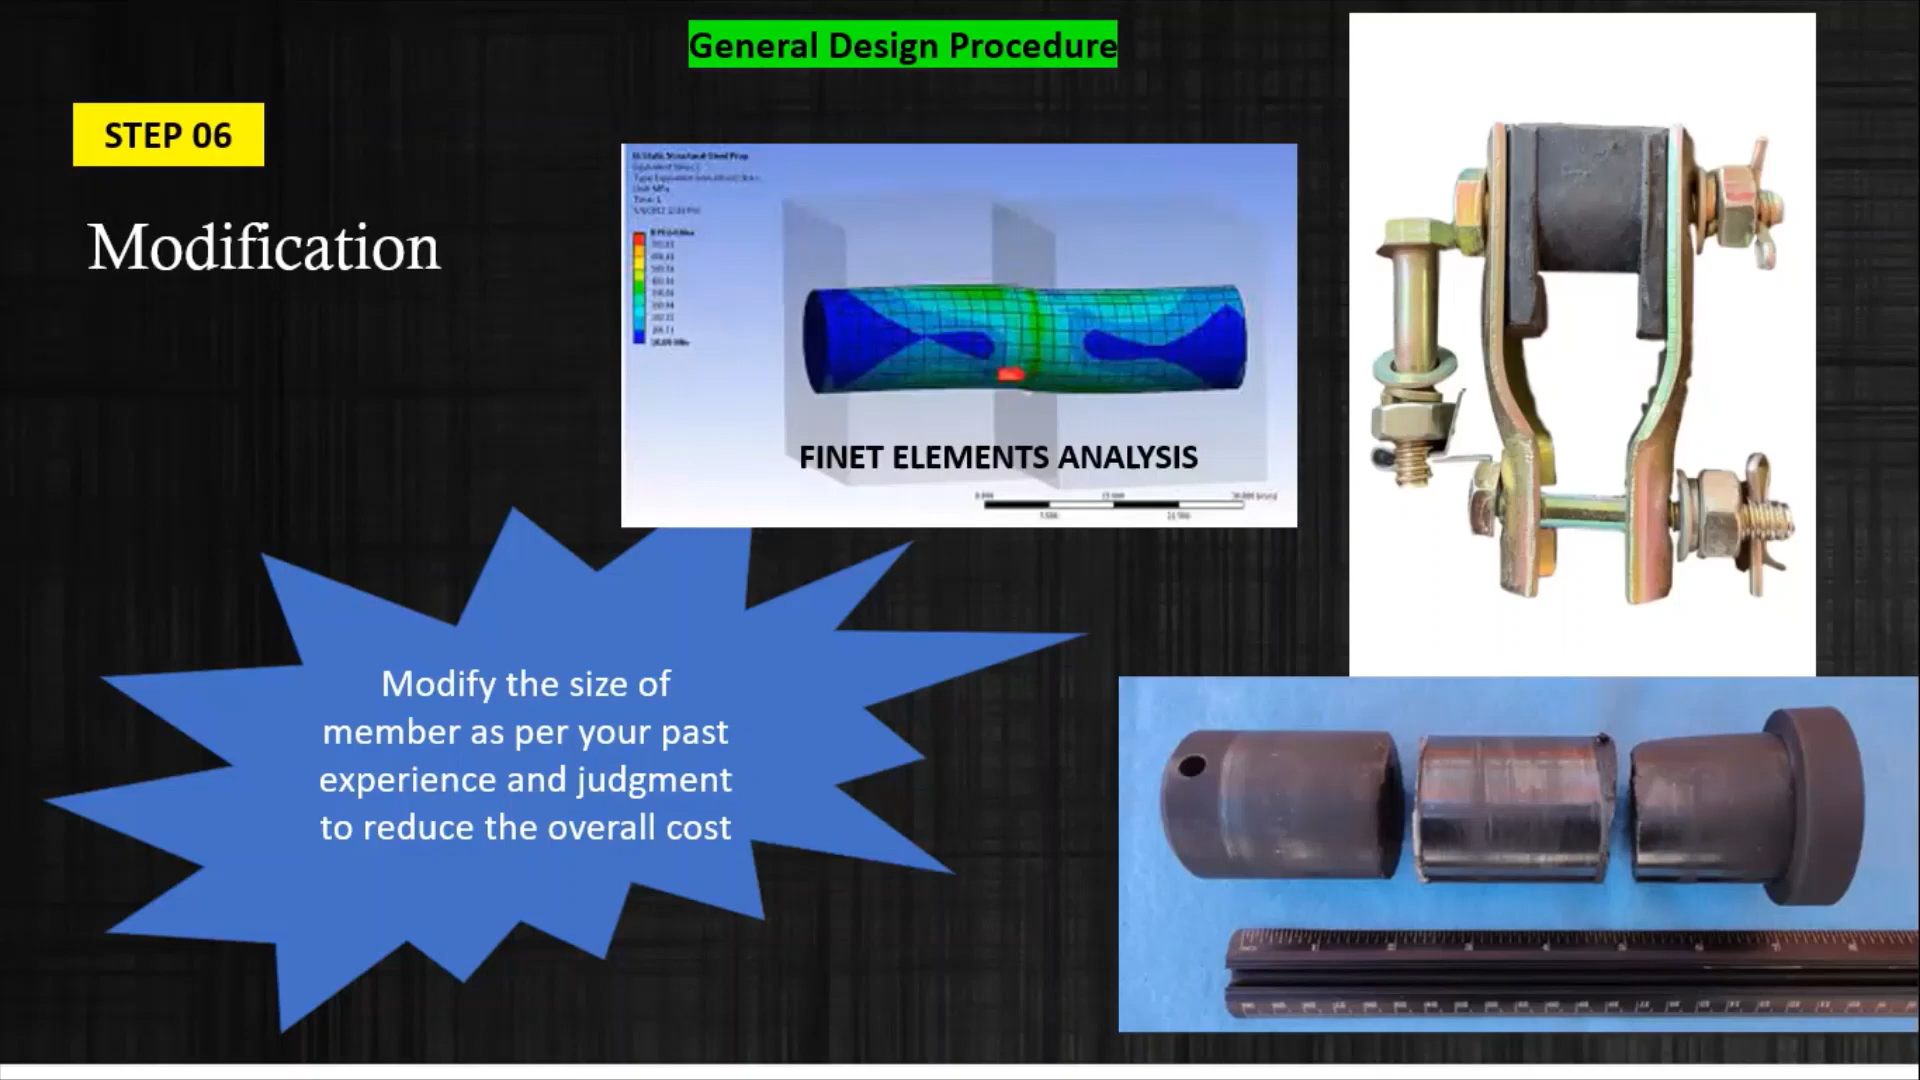 General Design Procedure
STEP 06
Modification
FINET ELEMENTS ANALYSIS
Modify the size of
member as per your past
experience and judgment
to reduce the overall cost